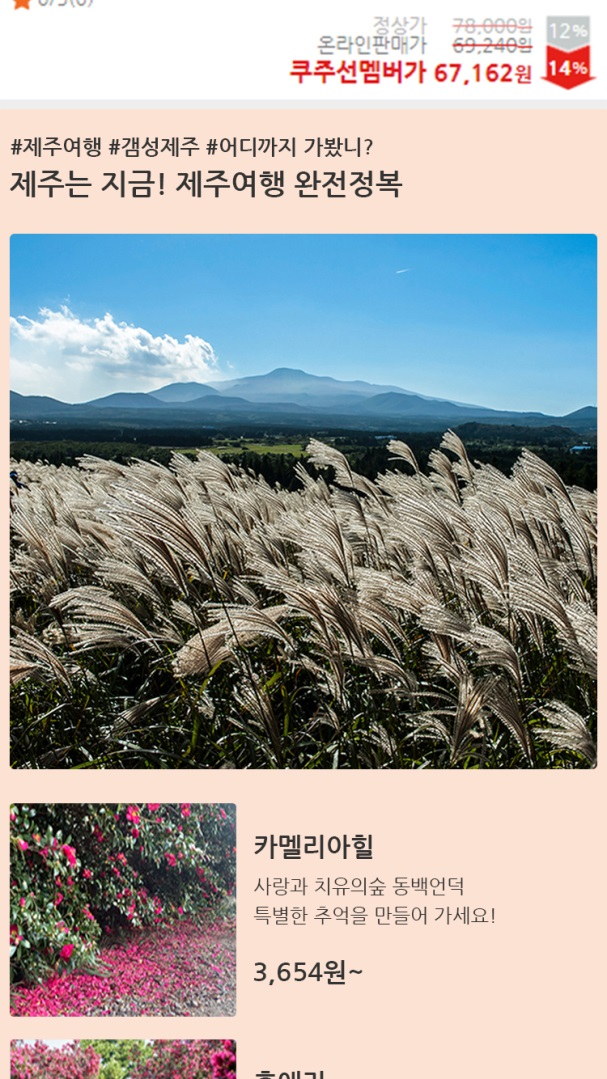 0/5(0)
정상가 78,000원 12%
온라인판매가 69,240원
쿠주선멤버가 67,162원 14%
#제주여행 #갬성제주 #어디까지 가봤니?
제주는 지금! 제주여행 완전정복
카멜리아힐
사랑과 치유의숲 동백언덕
특별한 추억을 만들어 가세요!
3,654원~